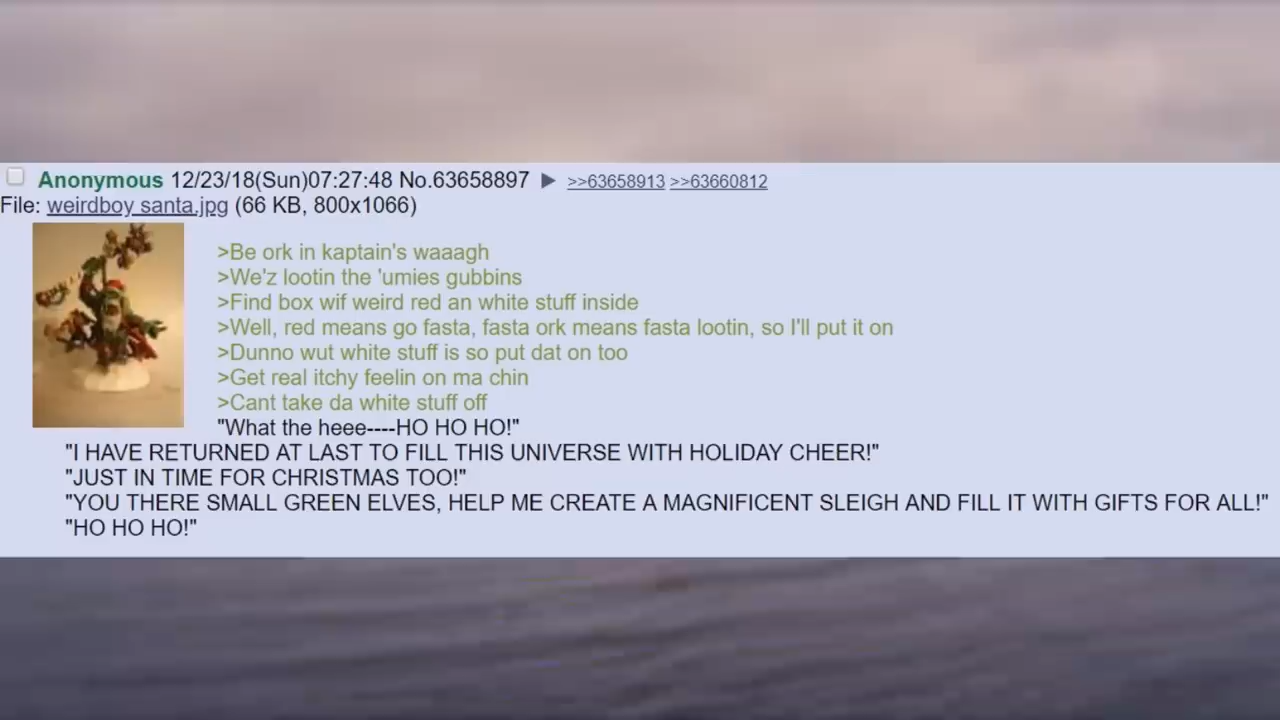 Anonymous 12/23/18(Sun)07:27:48 No.63658897 ▶ >>63658913 >>63660812
File: weirdboy santa.jpg (66 KB, 800x1066)
>Be ork in kaptain's waaagh
>We'z lootin the 'umies gubbins
>Find box wif weird red an white stuff inside
>Well, red means go fasta, fasta ork means fasta lootin, so I'll put it on
>Dunno wut white stuff is so put dat on too
>Get real itchy feelin on ma chin
>Cant take da white stuff off
"What the heee----HO HO HO!"
"I HAVE RETURNED AT LAST TO FILL THIS UNIVERSE WITH HOLIDAY CHEER!"
"JUST IN TIME FOR CHRISTMAS TOO!"
"YOU THERE SMALL GREEN ELVES, HELP ME CREATE A MAGNIFICENT SLEIGH AND FILL IT WITH GIFTS FOR ALL!"
"HO HO HO!"